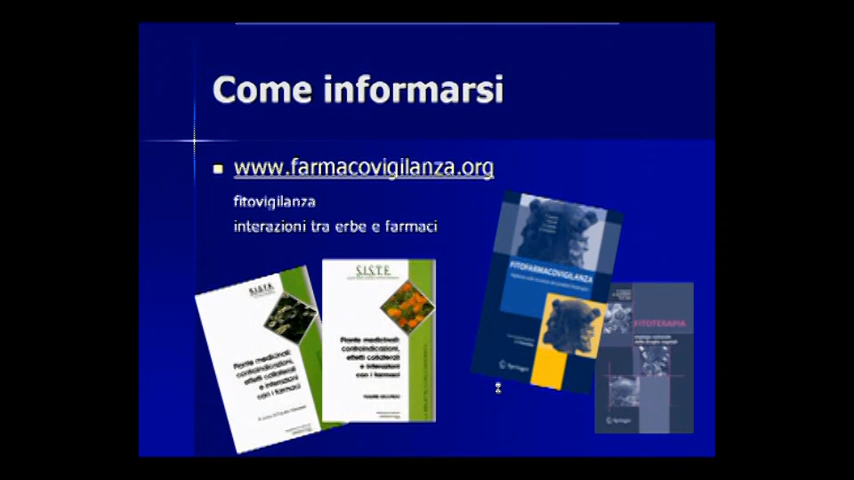 Come informarsi
www.farmacovigilanza.org
fitovigilanza
interazioni tra erbe e farmaci
S.I.S.T.E.
Piante medicinali:
controindicazioni,
effetti collaterali
e interazioni
con i farmaci
S.I.S.T.E.
Piante medicinali:
controindicazioni,
effetti collaterali
e interazioni
con i farmaci
FITOFARMACOVIGILANZA
Springer
FITOTERAPIA
Springer